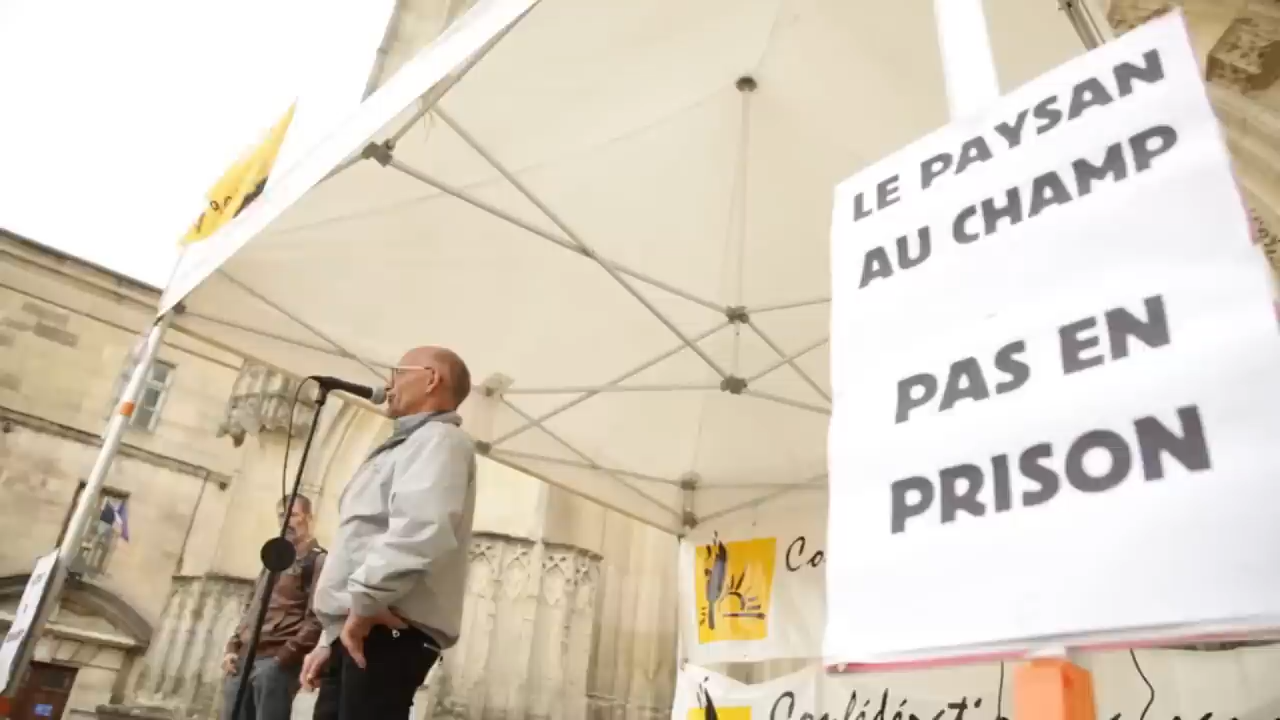 LE PAYSAN
AU CHAMP
PAS EN
PRISON
Co
Confédérati